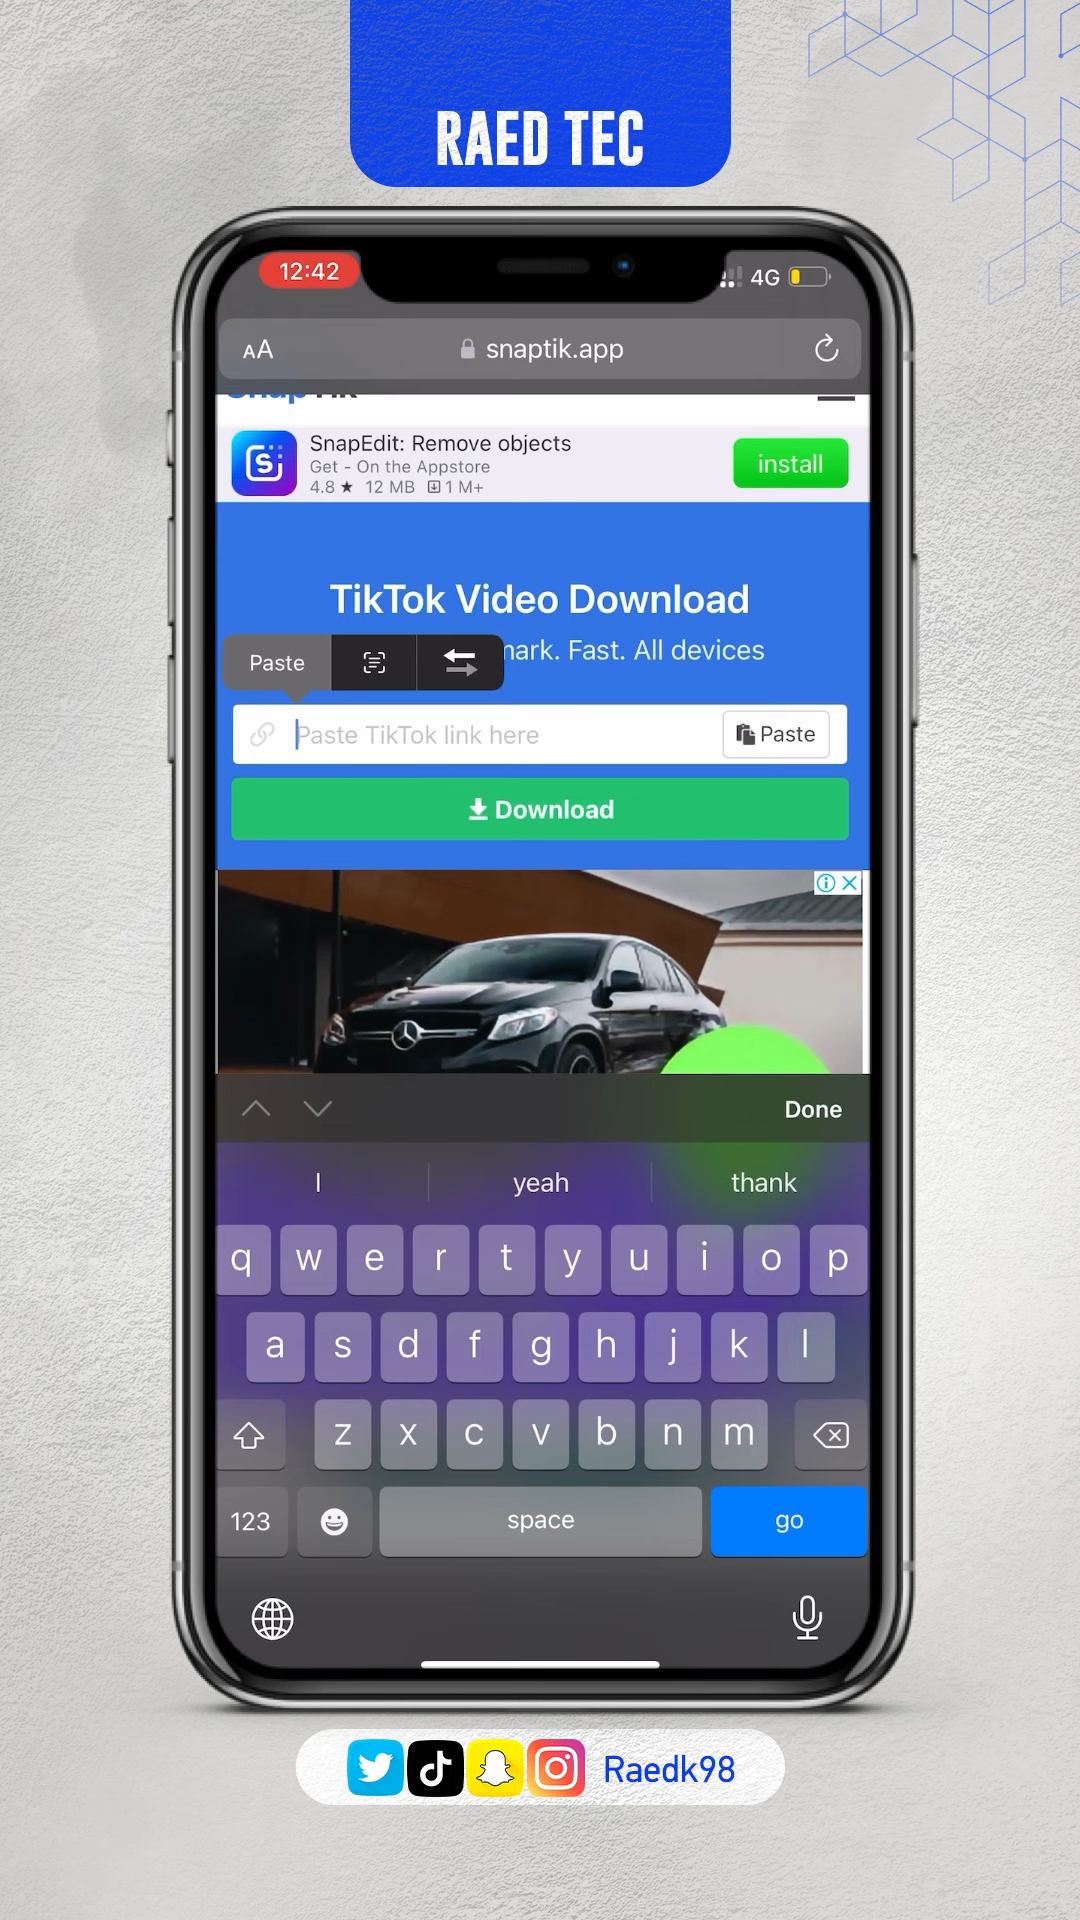 RAED TEC
12:42
4G
AA
snaptik.app
SnapTik
SnapEdit: Remove objects
Get - On the Appstore
4.8 ★ 12 MB 1 M+
install
TikTok Video Download
mark. Fast. All devices
Paste
Paste TikTok link here
Paste
Download
Done
I yeah thank
q w e r t y u i o p
a s d f g h j k l
z x c v b n m
123 space go
Raedk98